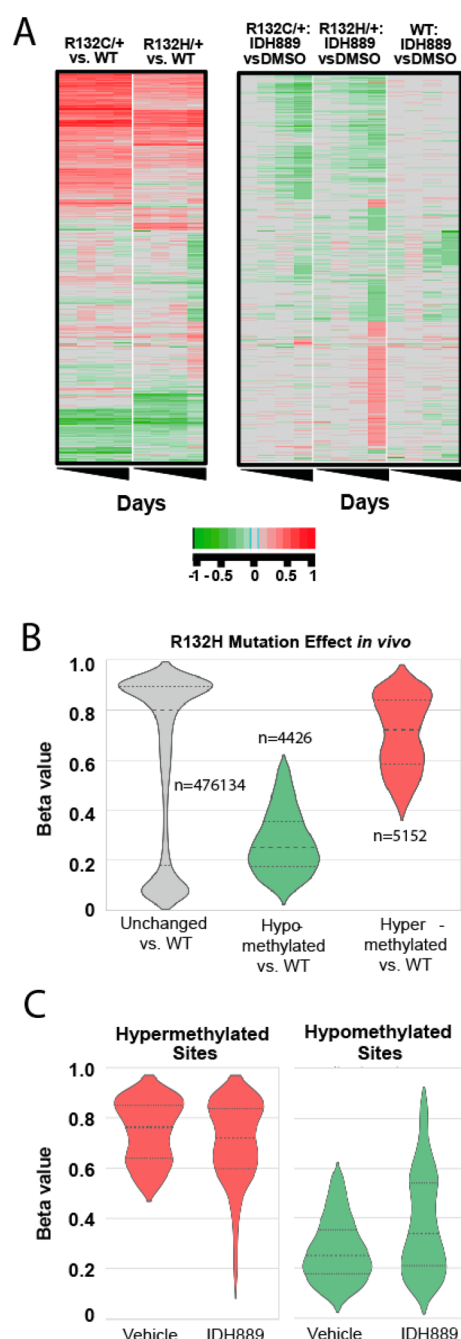 A
R132C/+ R132H/+
vs. WT vs. WT
R132C/+: R132H/+: WT:
IDH889 IDH889 IDH889
vsDMSO vsDMSO vsDMSO
Days Days
-1 -0.5 0 0.5 1
B
R132H Mutation Effect in vivo
Beta value
1.0
0.8
0.6
0.4
0.2
0
n=4426
n=476134
n=5152
Unchanged
vs. WT
Hypo-
methylated
vs. WT
Hyper -
methylated
vs. WT
C
Hypermethylated
Sites
Hypomethylated
Sites
Beta value
1.0
0.8
0.6
0.4
0.2
0
Vehicle IDH889 Vehicle IDH889